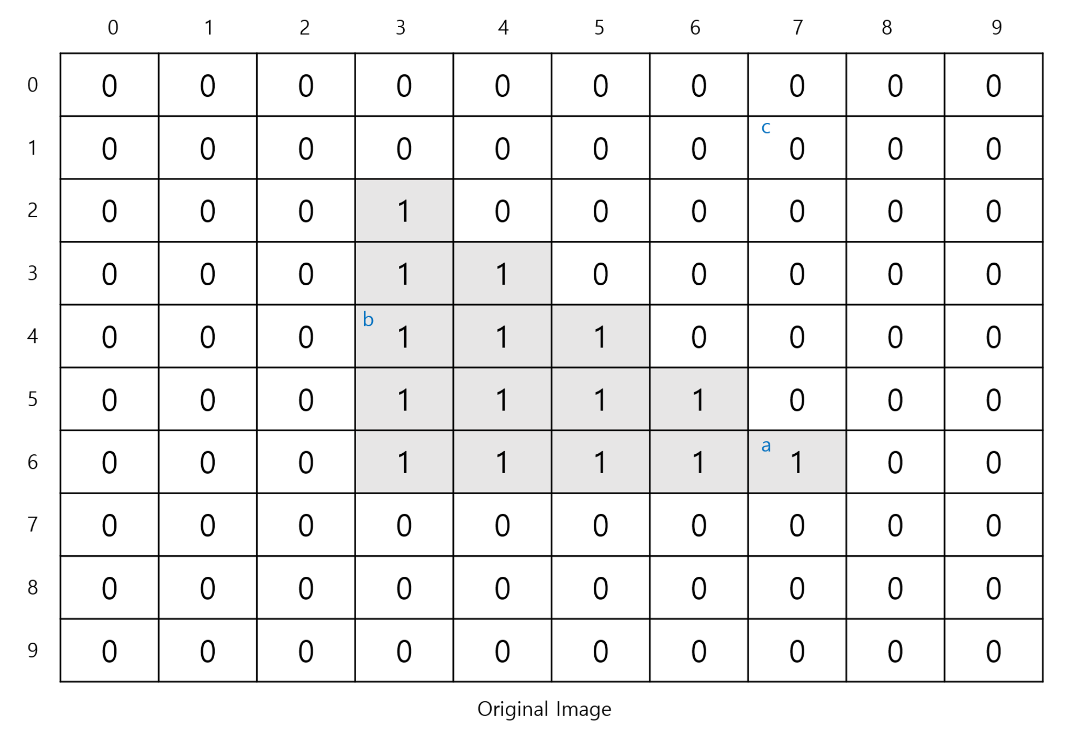 0 1 2 3 4 5 6 7 8 9
0 0 0 0 0 0 0 0 0 0 0
1 0 0 0 0 0 0 0 c 0 0 0
2 0 0 0 1 0 0 0 0 0 0
3 0 0 0 1 1 0 0 0 0 0
4 0 0 0 b 1 1 1 0 0 0 0
5 0 0 0 1 1 1 1 0 0 0
6 0 0 0 1 1 1 1 a 1 0 0
7 0 0 0 0 0 0 0 0 0 0
8 0 0 0 0 0 0 0 0 0 0
9 0 0 0 0 0 0 0 0 0 0
Original Image